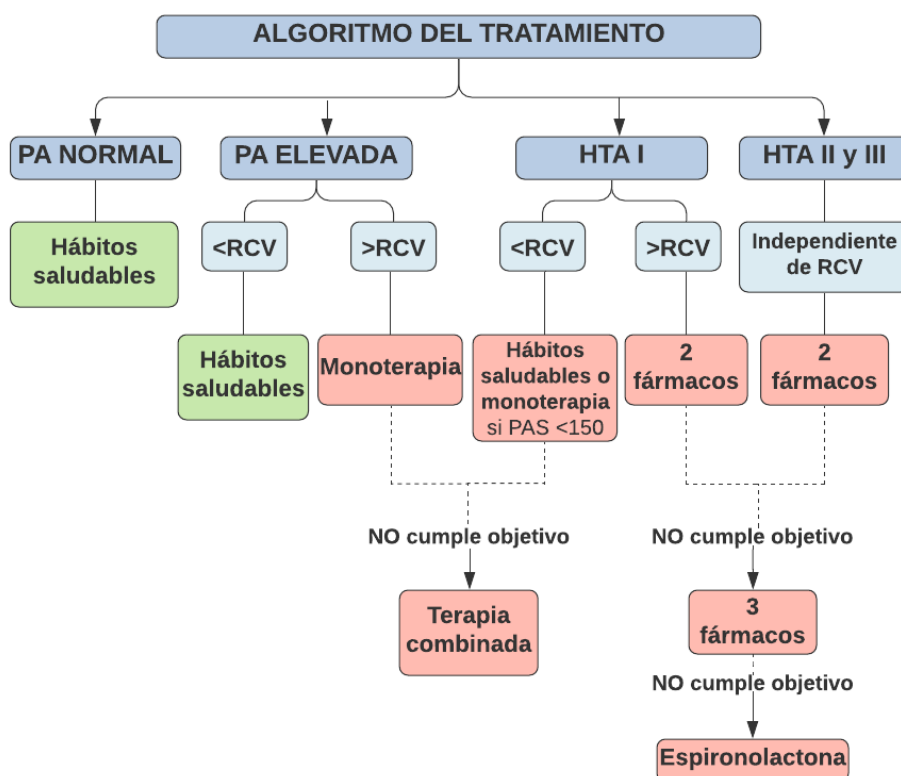 ALGORITMO DEL TRATAMIENTO
PA NORMAL
PA ELEVADA
HTA I
HTA II y III
Hábitos
saludables
<RCV
>RCV
<RCV
>RCV
Independiente
de RCV
Hábitos
saludables
Monoterapia
Hábitos
saludables o
monoterapia
si PAS <150
2
fármacos
2
fármacos
NO cumple objetivo
NO cumple objetivo
Terapia
combinada
3
fármacos
NO cumple objetivo
Espironolactona